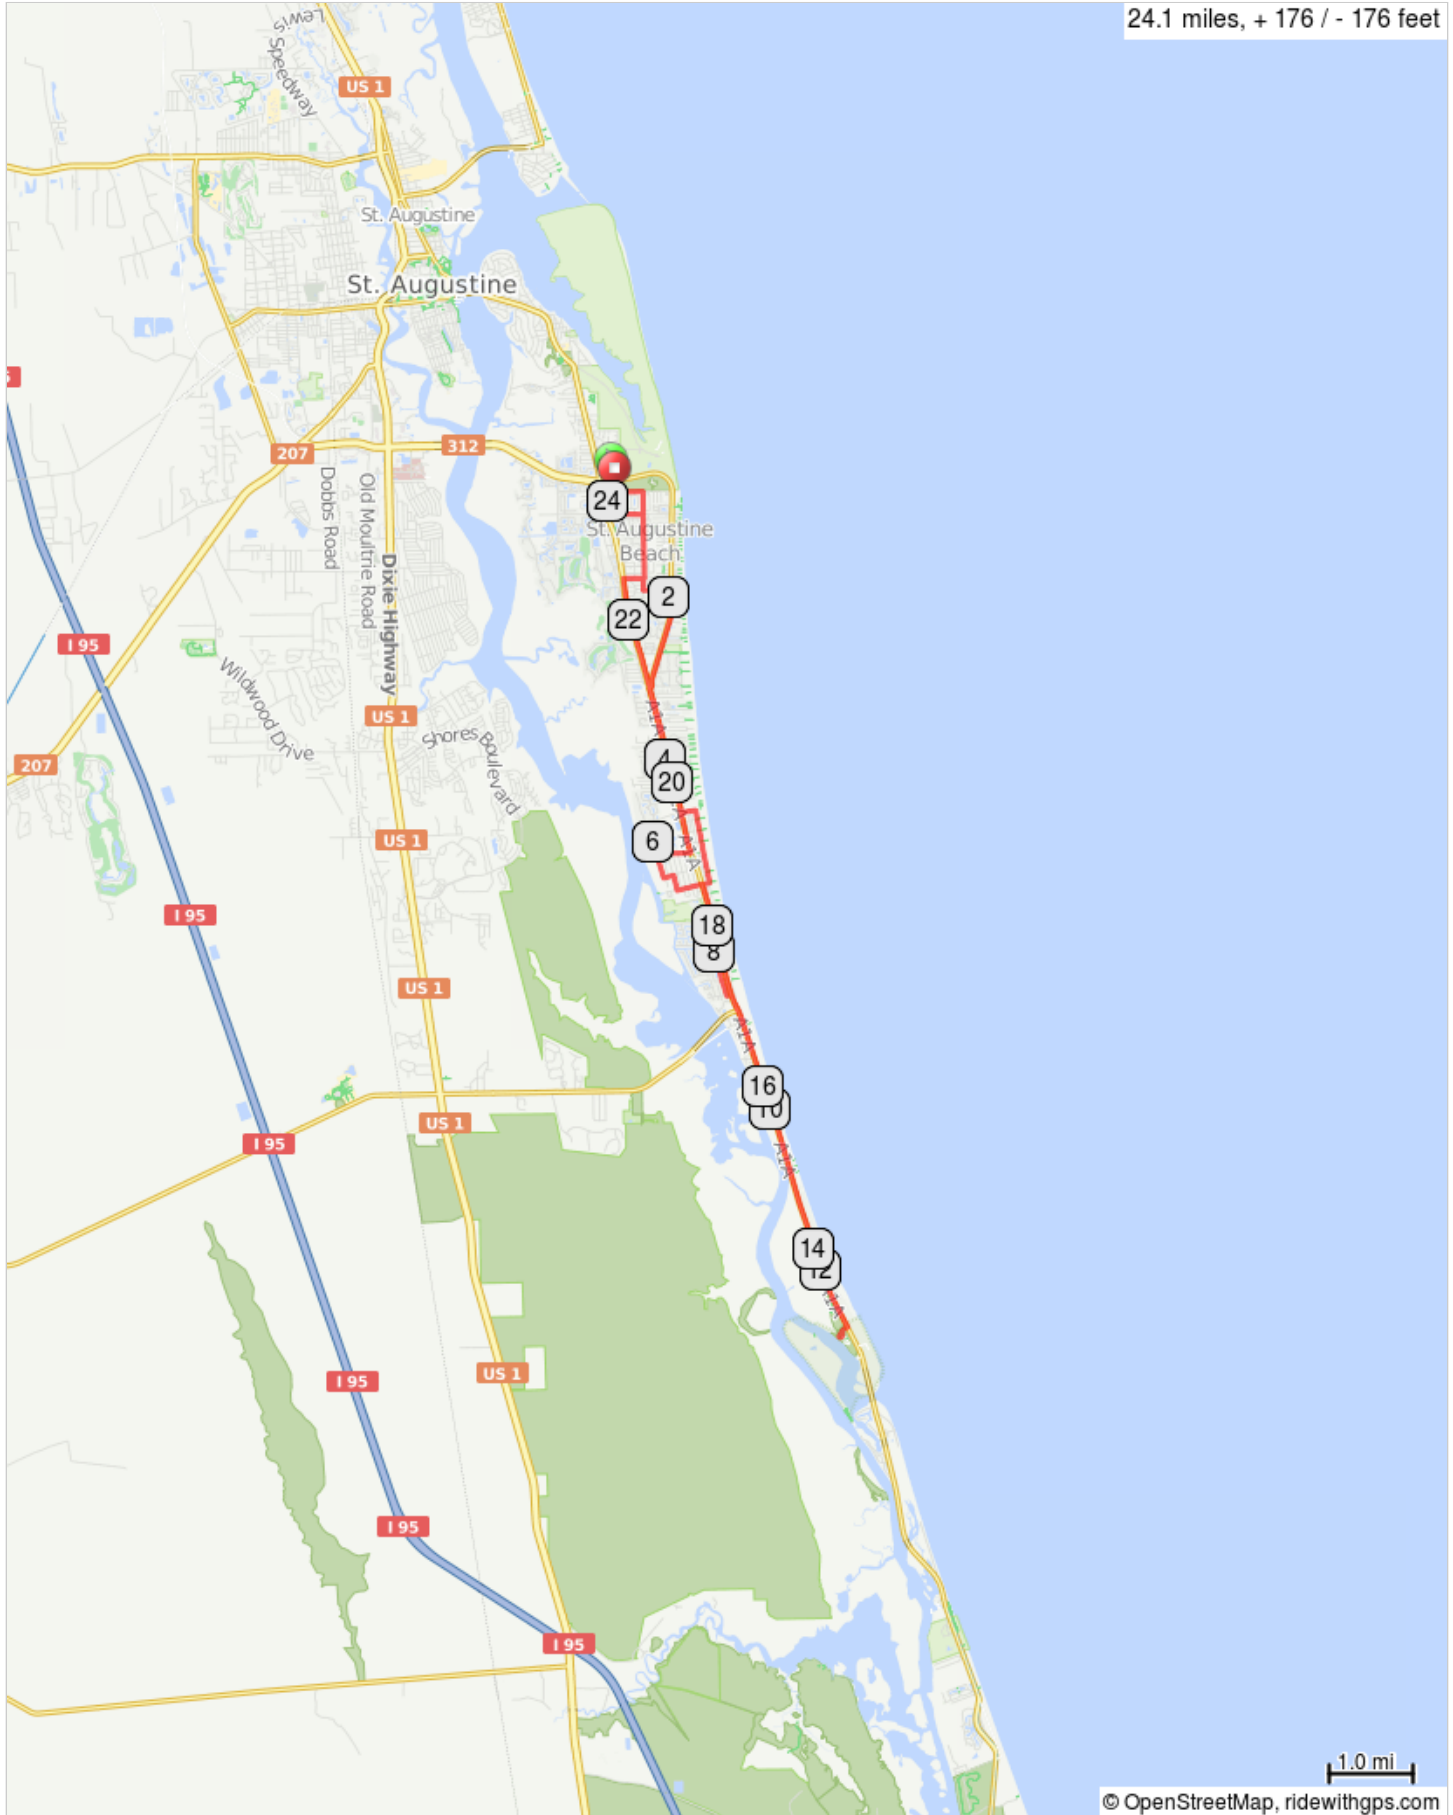 24.1 miles, + 176 / - 176 feet
Lewis Speedway
US 1
St. Augustine
St. Augustine
312
207
24
St. Augustine
Beach
Dobbs Road
Old Moultrie Road
Dixie Highway
2
22
I 95
Wildwood Drive
A1A
US 1
Shores Boulevard
207
4
20
US 1
6
A1A
I 95
18
8
US 1
A1A
16
10
US 1
I 95
A1A
14
12
A1A
US 1
I 95
I 95
I 95
1.0 mi
© OpenStreetMap, ridewithgps.com